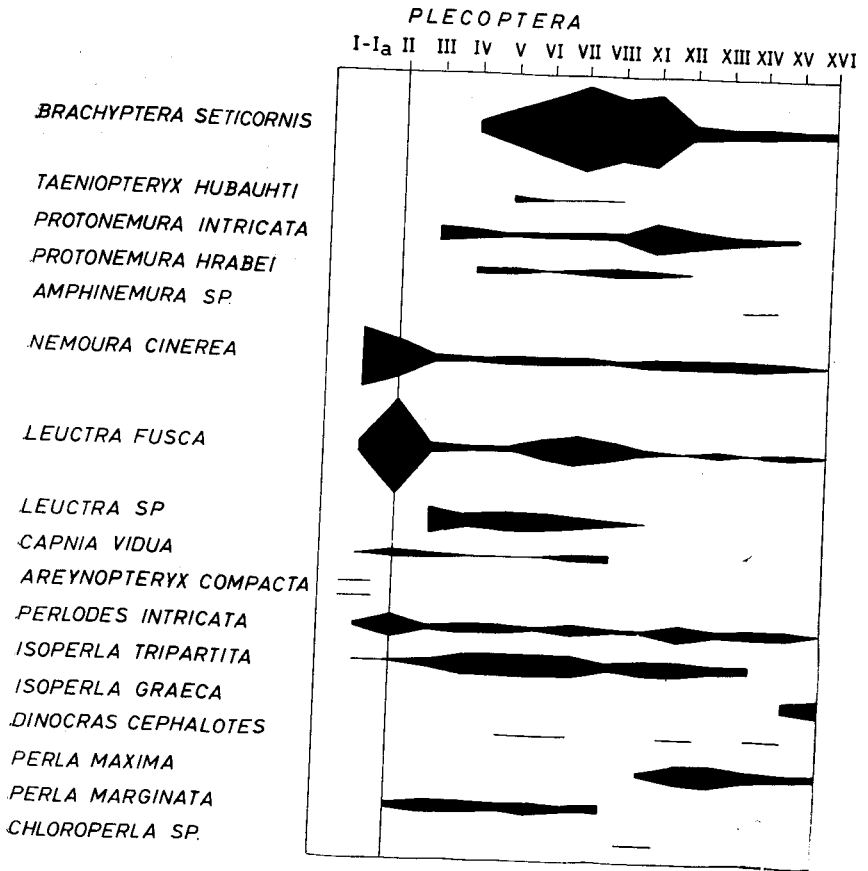 PLECOPTERA
I-Ia II III IV V VI VII VIII XI XII XIII XIV XV XVI
BRACHYPTERA SETICORNIS
TAENIOPTERYX HUBAUHTI
PROTONEMURA INTRICATA
PROTONEMURA HRABEI
AMPHINEMURA SP.
NEMOURA CINEREA
LEUCTRA FUSCA
LEUCTRA SP
CAPNIA VIDUA
AREYNOPTERYX COMPACTA
PERLODES INTRICATA
ISOPERLA TRIPARTITA
ISOPERLA GRAECA
DINOCRAS CEPHALOTES
PERLA MAXIMA
PERLA MARGINATA
CHLOROPERLA SP.